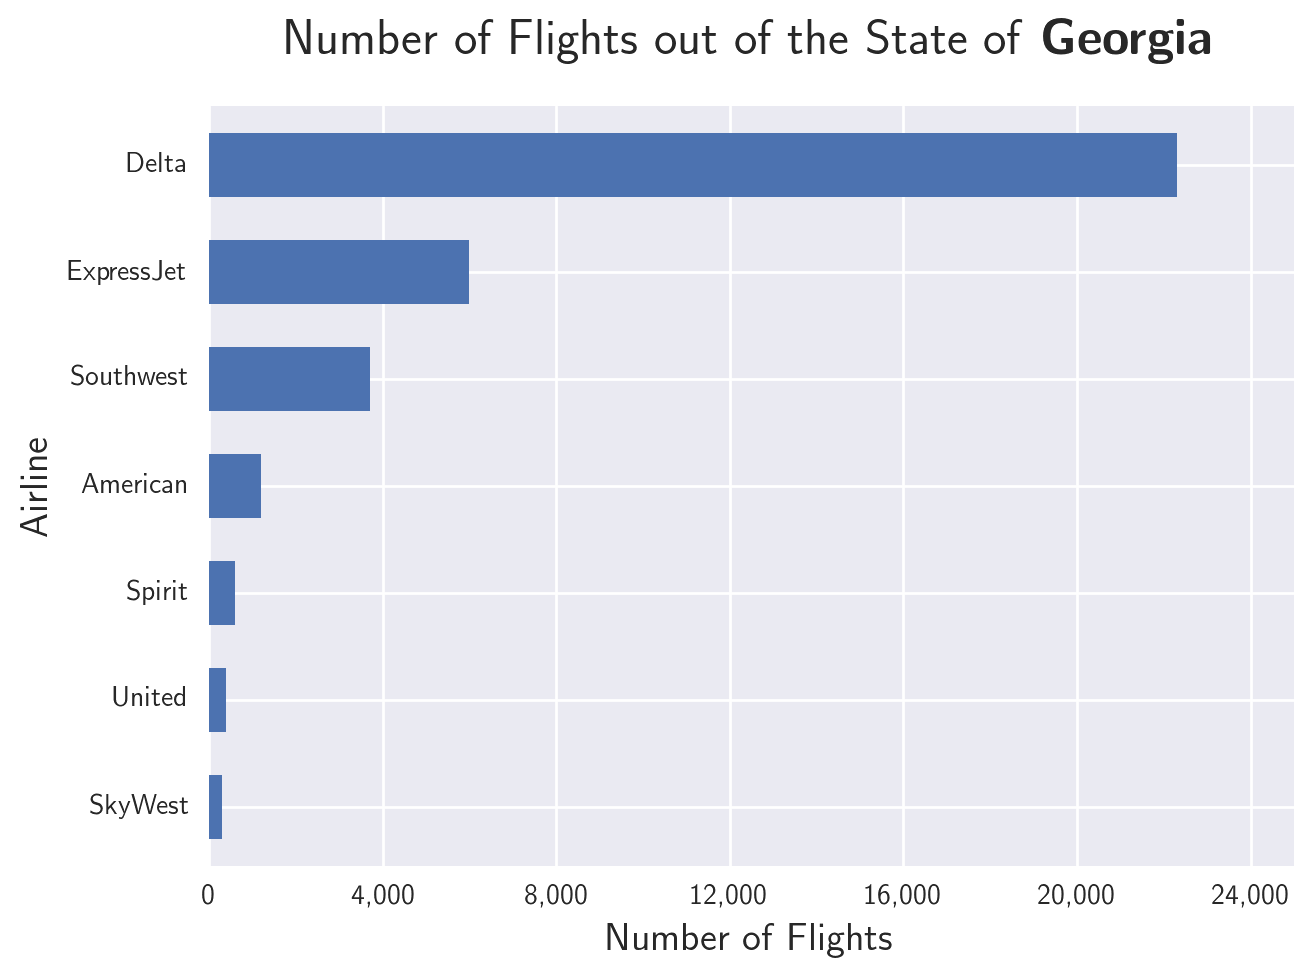 Number of Flights out of the State of Georgia
Delta
ExpressJet
Southwest
American
Spirit
United
SkyWest
Airline
0 4,000 8,000 12,000 16,000 20,000 24,000
Number of Flights